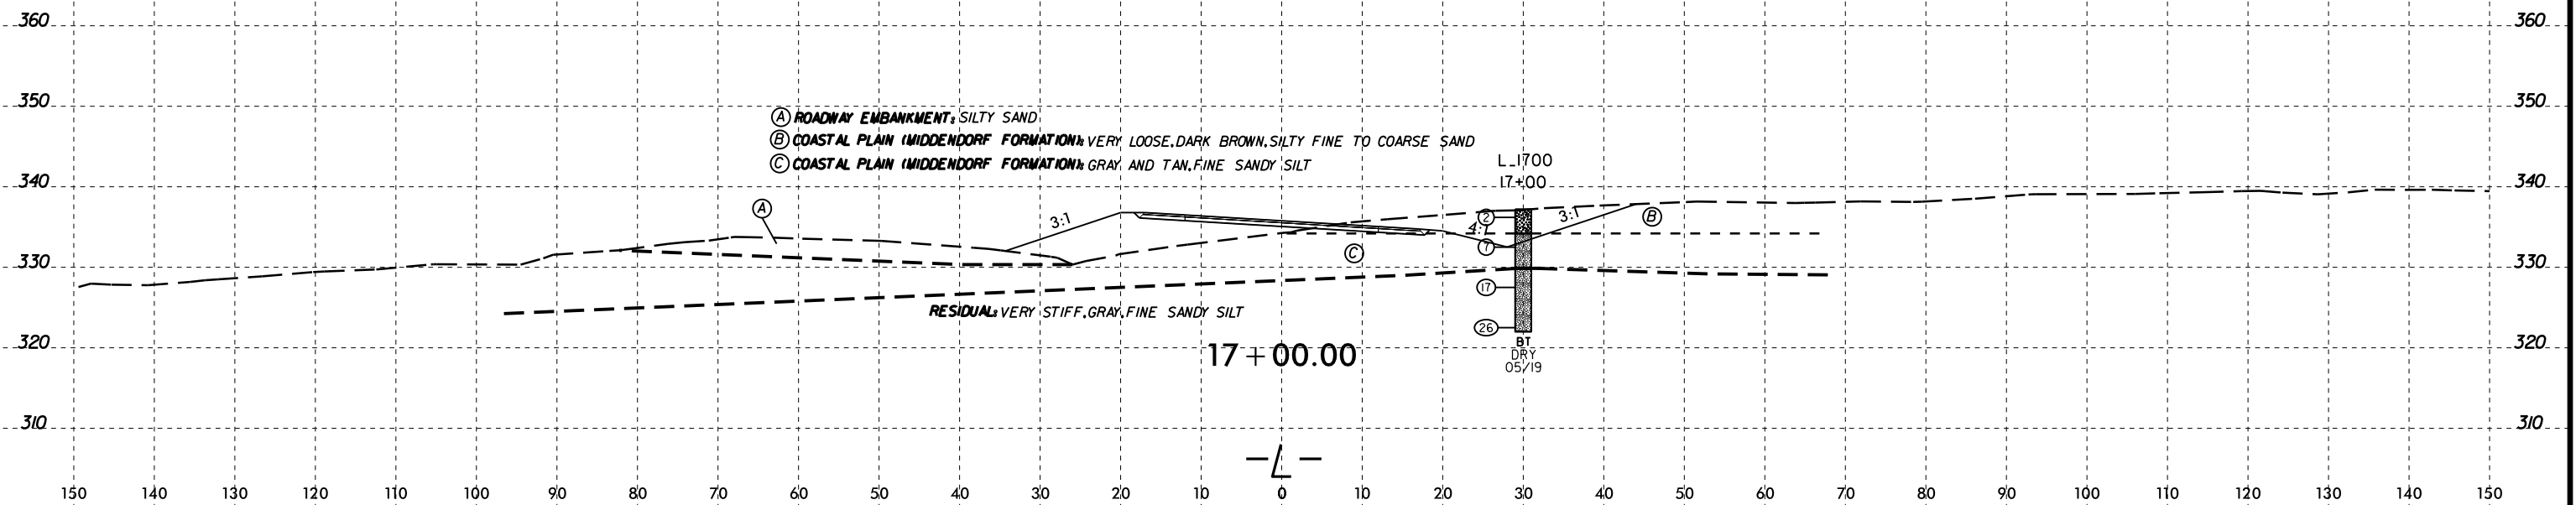 360 360
350 350
Ⓐ ROADWAY EMBANKMENT: SILTY SAND
Ⓑ COASTAL PLAIN (MIDDENDORF FORMATION): VERY LOOSE, DARK BROWN, SILTY FINE TO COARSE SAND
Ⓒ COASTAL PLAIN (MIDDENDORF FORMATION): GRAY AND TAN, FINE SANDY SILT
L_1700
17+00
340 340
A
3:1
2
3:1
B
4:1
7
C
330 330
17
RESIDUAL: VERY STIFF, GRAY, FINE SANDY SILT
26
320 320
17+00.00
BT
DRY
05/19
310 310
-L-
150 140 130 120 110 100 90 80 70 60 50 40 30 20 10 0 10 20 30 40 50 60 70 80 90 100 110 120 130 140 150